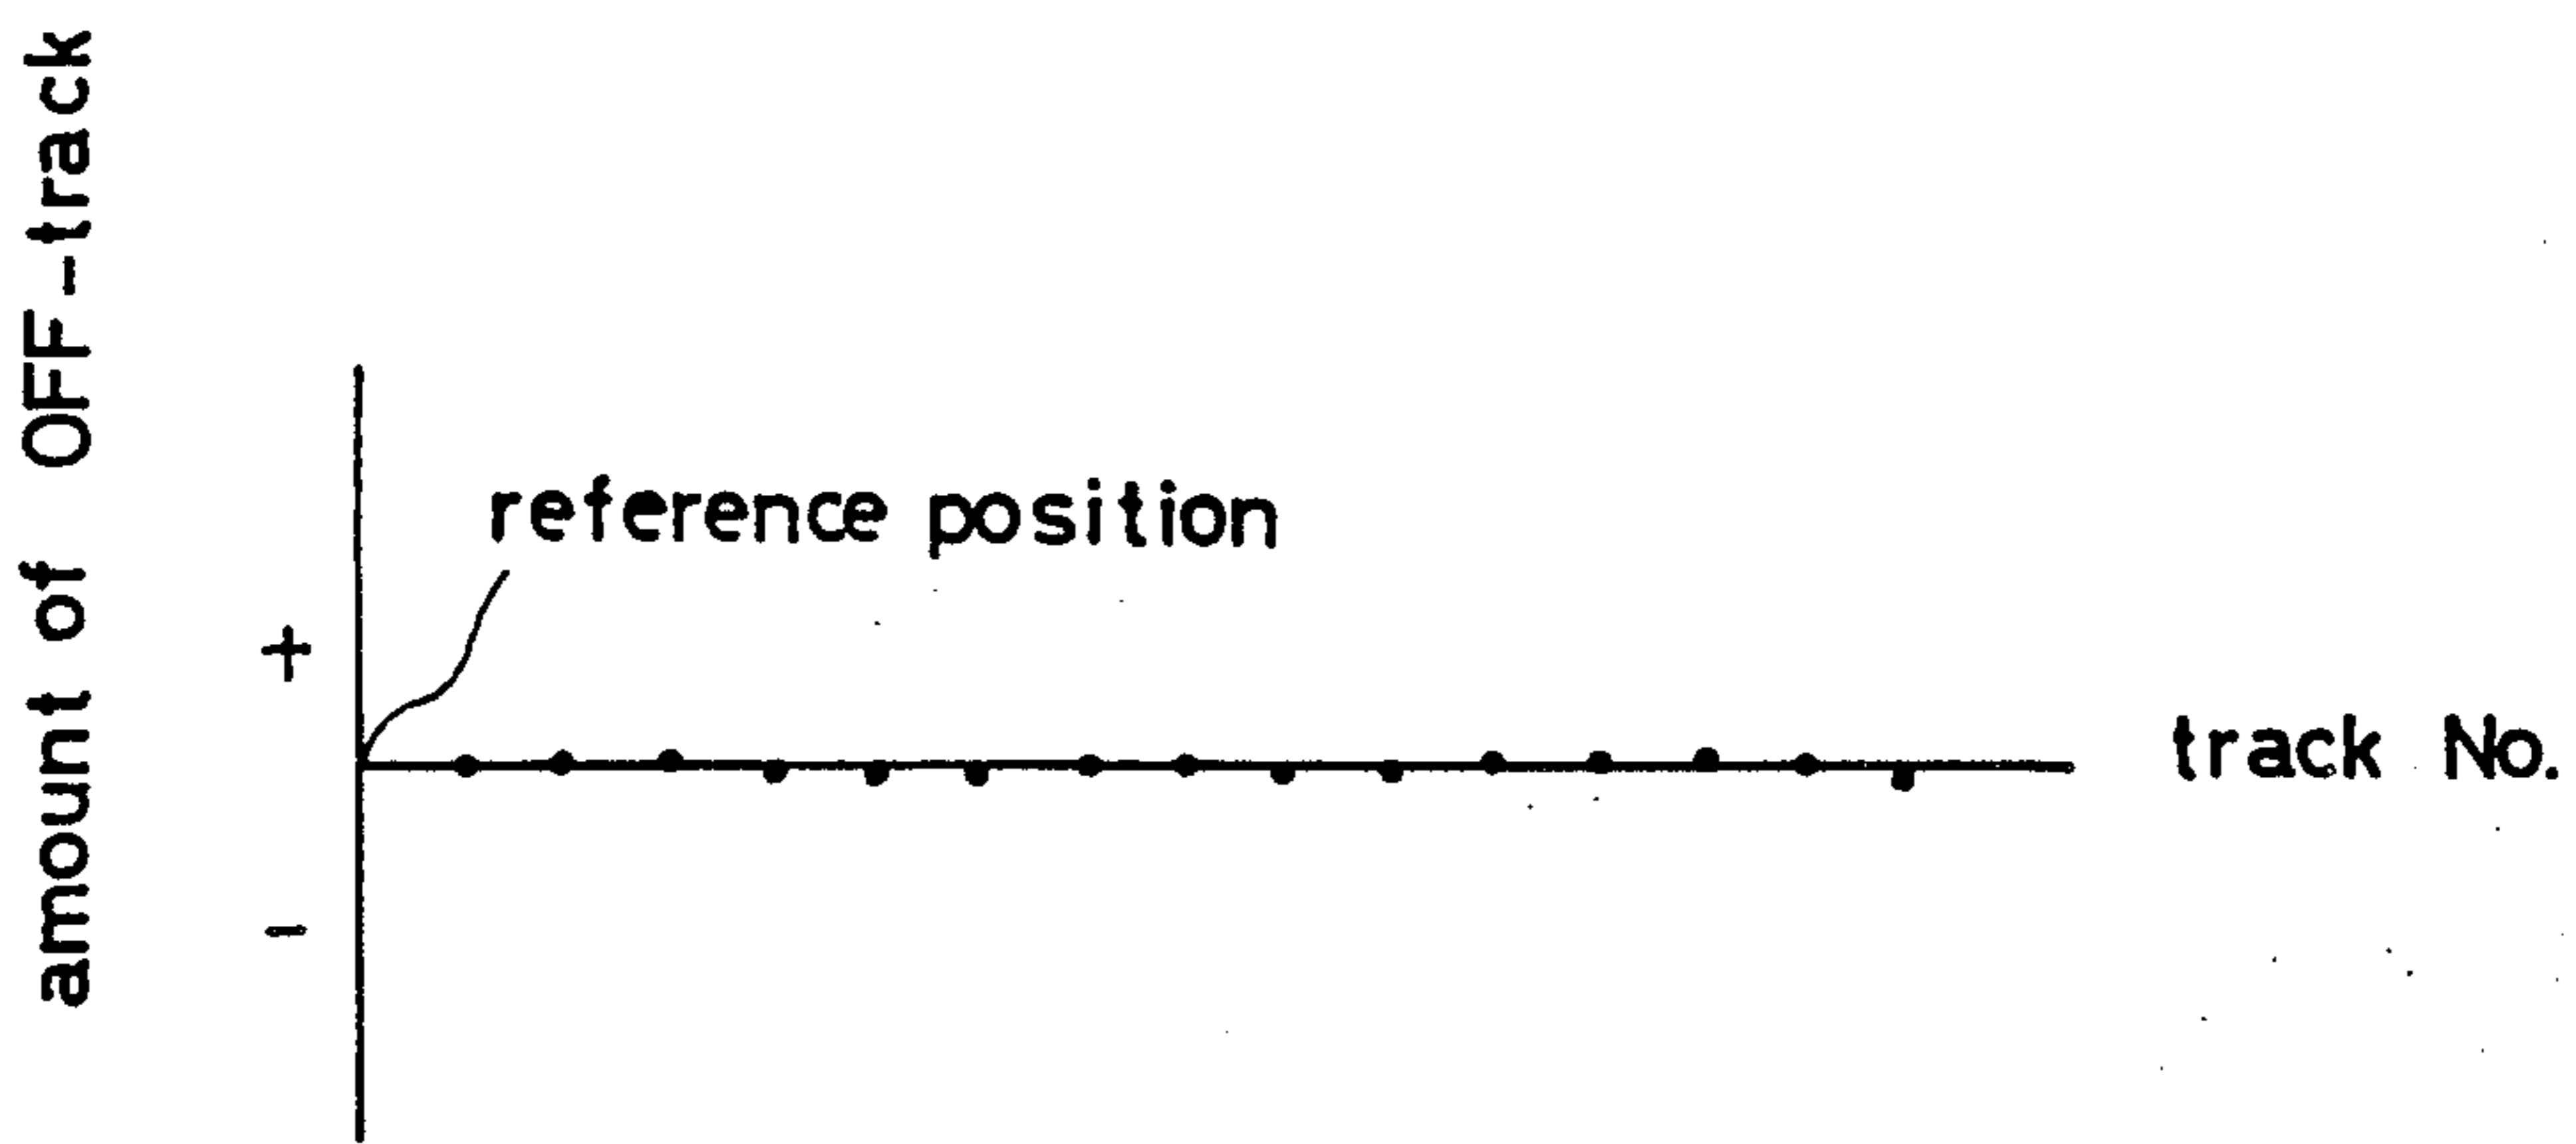 amount of OFF-track
reference position
+
track No.
-